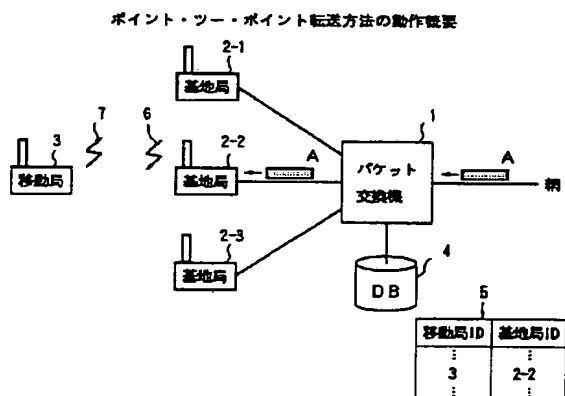 ポイント・ツー・ポイント転送方法の動作概要
2-1
基地局
7
6
3
移動局
2-2
基地局
A
1
パケット
交換機
A
網
2-3
基地局
4
DB
5
移動局ID 基地局ID
⋮ ⋮
3 2-2
⋮ ⋮